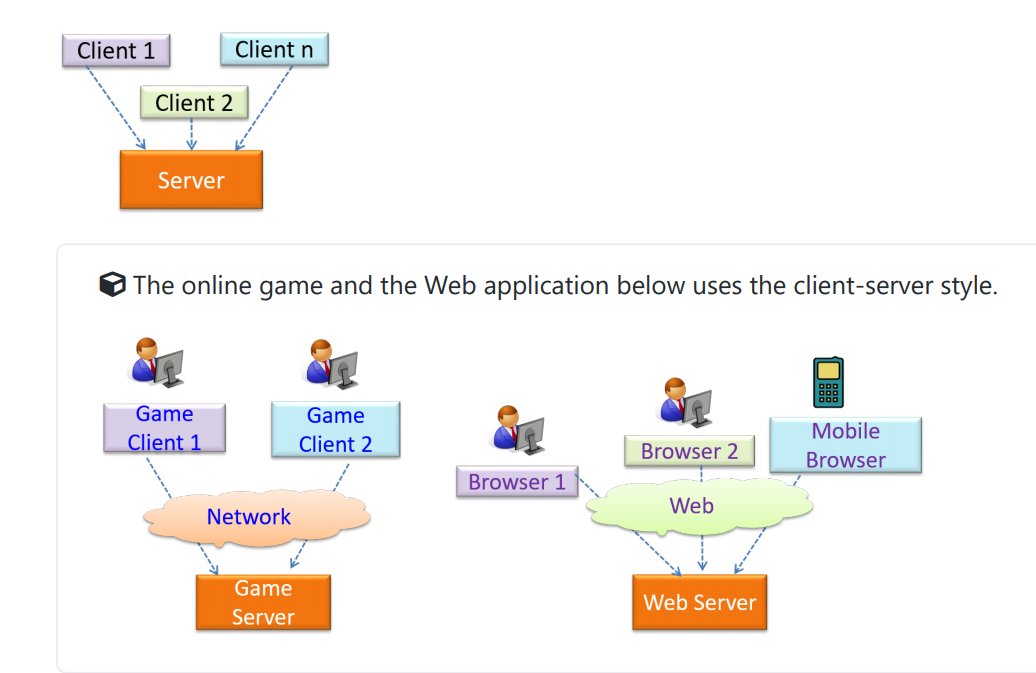 Client 1
Client n
Client 2
Server
The online game and the Web application below uses the client-server style.
Game
Client 1
Game
Client 2
Network
Game
Server
Browser 1
Browser 2
Mobile
Browser
Web
Web Server